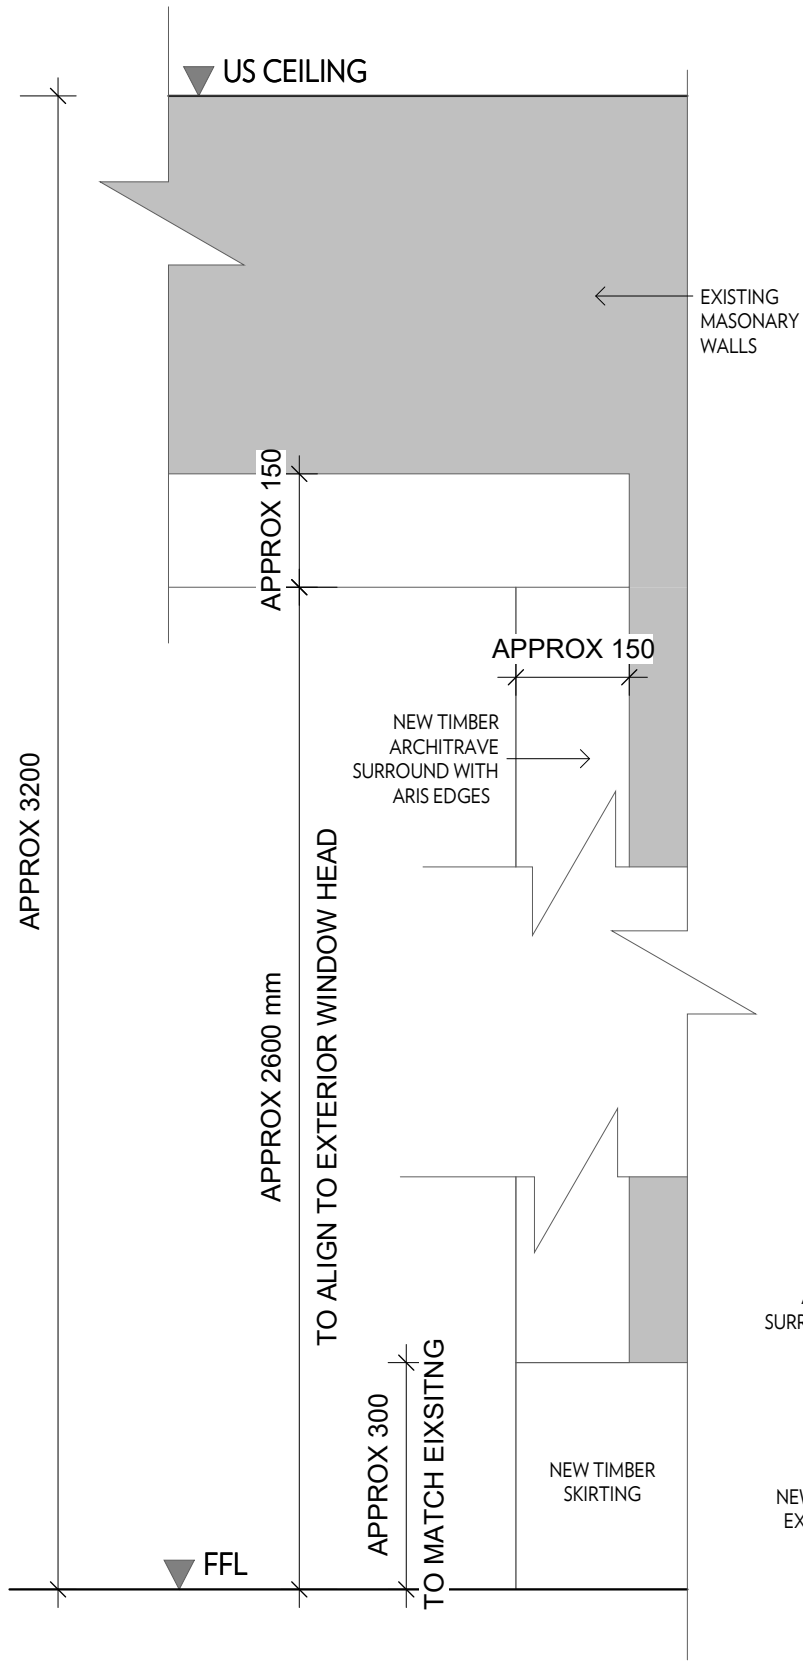 US CEILING
EXISTING
MASONARY
WALLS
APPROX 150
APPROX 150
NEW TIMBER
ARCHITRAVE
SURROUND WITH
ARIS EDGES
APPROX 3200
APPROX 2600 mm
TO ALIGN TO EXTERIOR WINDOW HEAD
APPROX 300
TO MATCH EIXSITNG
NEW TIMBER
SKIRTING
FFL